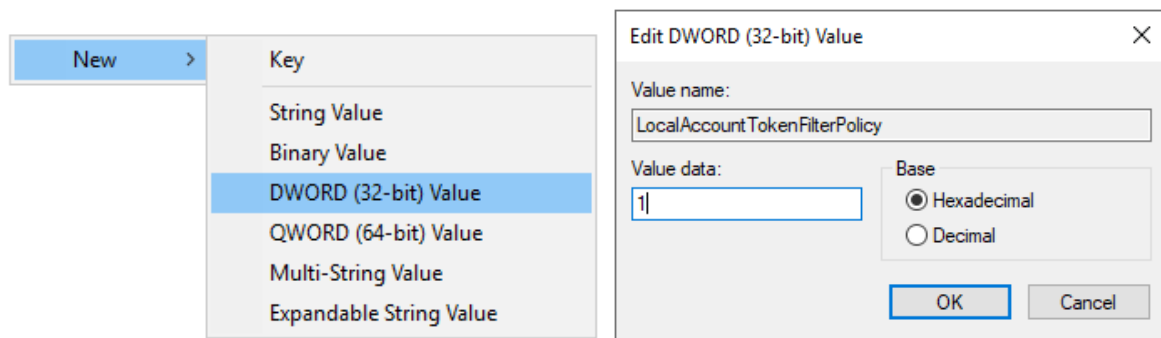 New
Key
String Value
Binary Value
DWORD (32-bit) Value
QWORD (64-bit) Value
Multi-String Value
Expandable String Value
Edit DWORD (32-bit) Value
Value name:
LocalAccountTokenFilterPolicy
Value data:
1
Base
Hexadecimal
Decimal
OK
Cancel